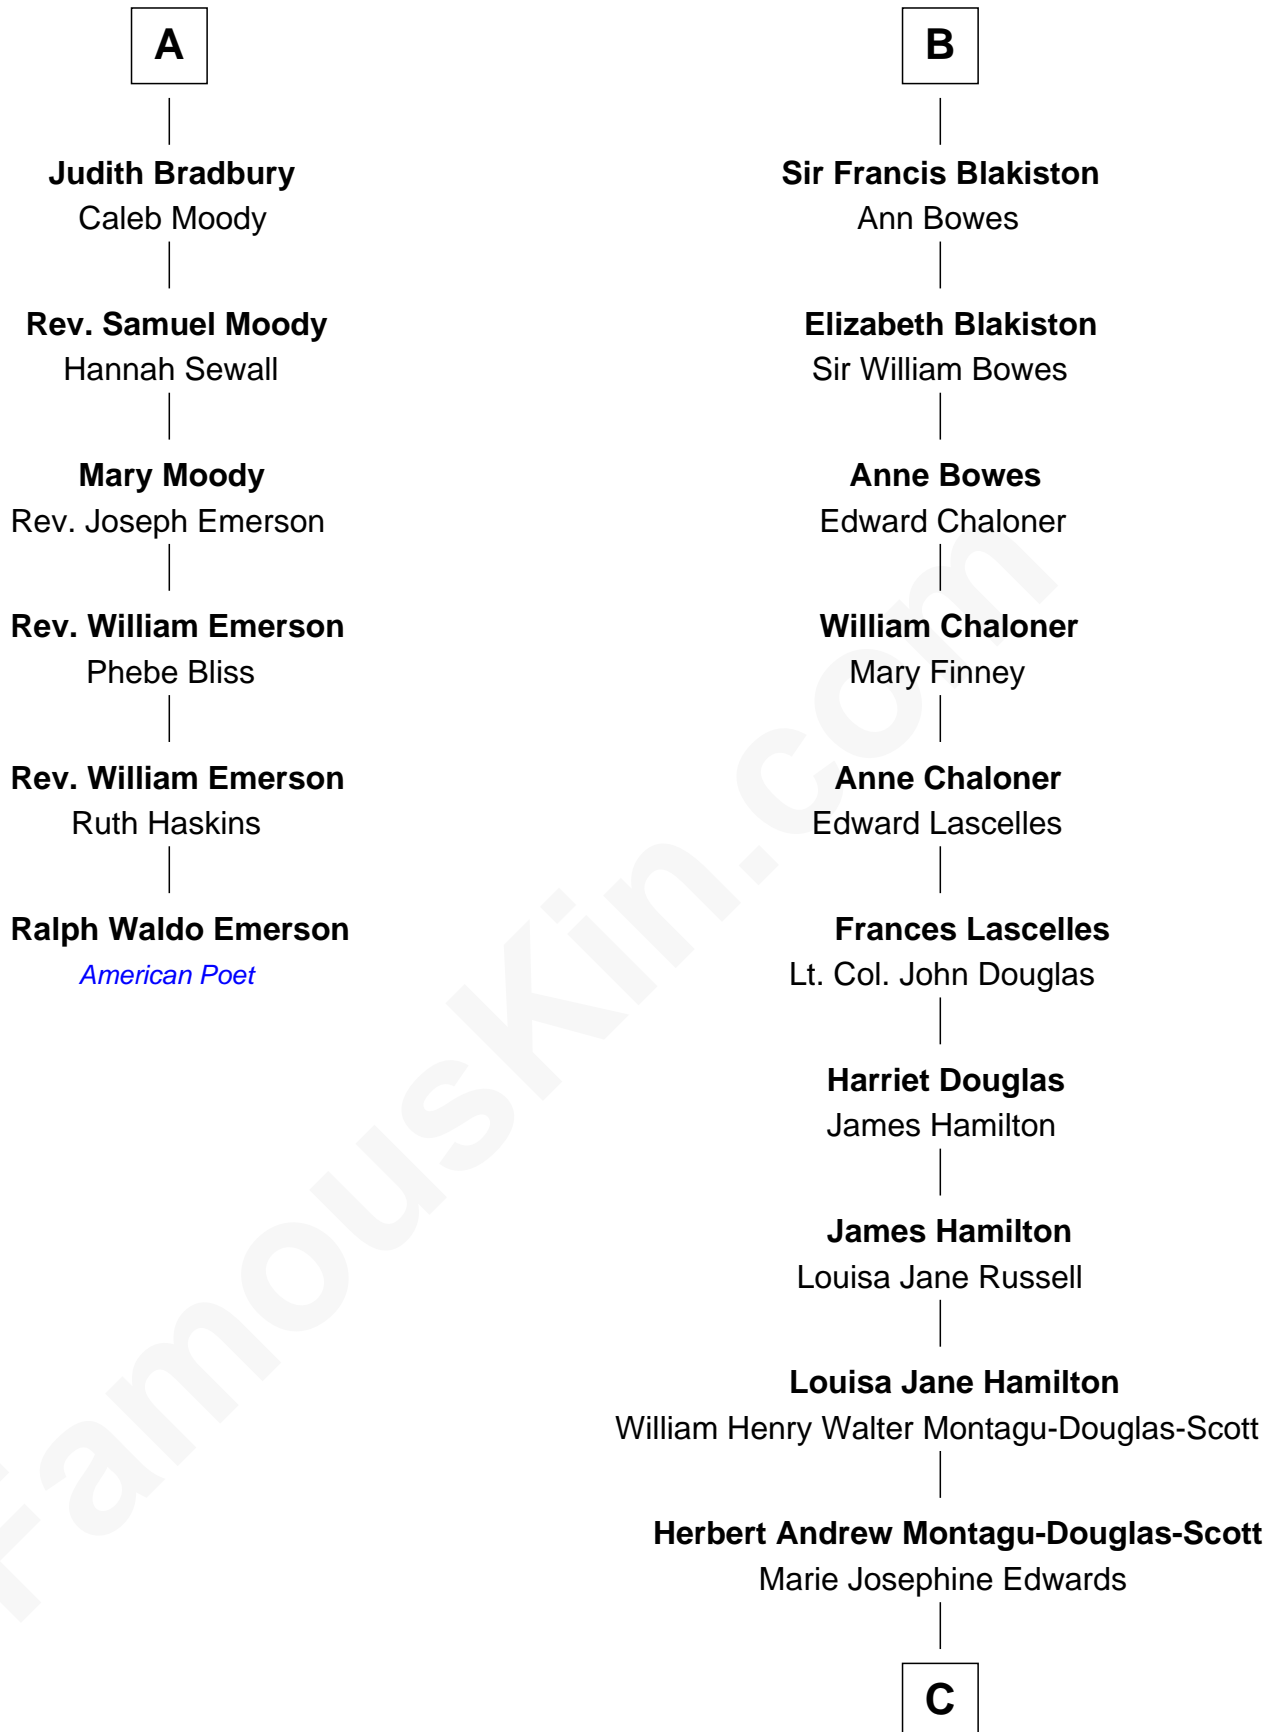 A
Judith Bradbury
Caleb Moody
Rev. Samuel Moody
Hannah Sewall
Mary Moody
Rev. Joseph Emerson
Rev. William Emerson
Phebe Bliss
Rev. William Emerson
Ruth Haskins
Ralph Waldo Emerson
American Poet
B
Sir Francis Blakiston
Ann Bowes
Elizabeth Blakiston
Sir William Bowes
Anne Bowes
Edward Chaloner
William Chaloner
Mary Finney
Anne Chaloner
Edward Lascelles
Frances Lascelles
Lt. Col. John Douglas
Harriet Douglas
James Hamilton
James Hamilton
Louisa Jane Russell
Louisa Jane Hamilton
William Henry Walter Montagu-Douglas-Scott
Herbert Andrew Montagu-Douglas-Scott
Marie Josephine Edwards
C
FamousKin.com